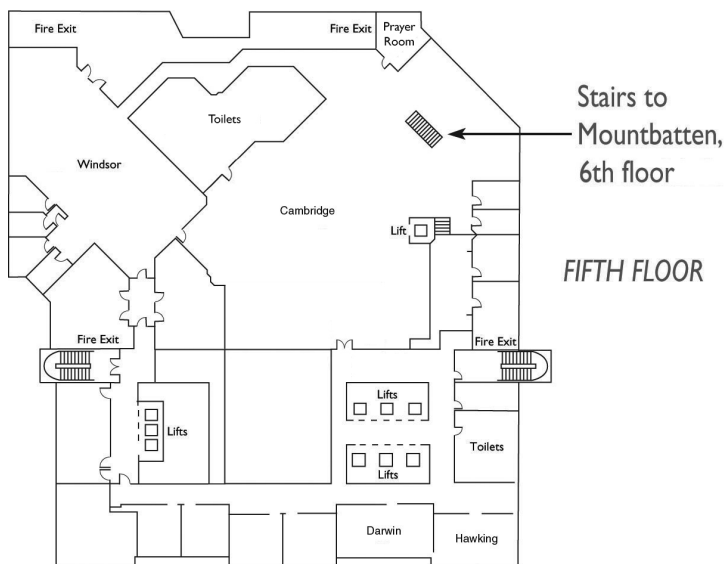 Fire Exit
Fire Exit
Prayer
Room
Toilets
Stairs to
Mountbatten,
6th floor
Windsor
Cambridge
Lift
FIFTH FLOOR
Fire Exit
Fire Exit
Lifts
Lifts
Toilets
Lifts
Darwin
Hawking